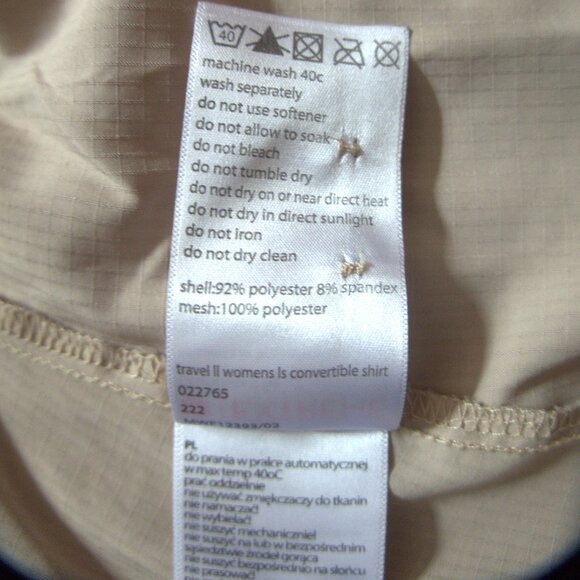 40
machine wash 40c
wash separately
do not use softener
do not allow to soak
do not bleach
do not tumble dry
do not dry on or near direct heat
do not dry in direct sunlight
do not iron
do not dry clean
shell:92% polyester 8% spandex
mesh:100% polyester
travel ll womens ls convertible shirt
022765
222
PL
do prania w pralce automatycznej
w max temp 40oC
prać oddzielnie
nie używać zmiękczaczy do tkanin
nie namaczać!
nie wybielać!
nie suszyć mechanicznie!
nie suszyć na lub w bezpośrednim
sąsiedztwie źródeł gorąca
nie suszyć bezpośrednio na słońcu
nie prasować!